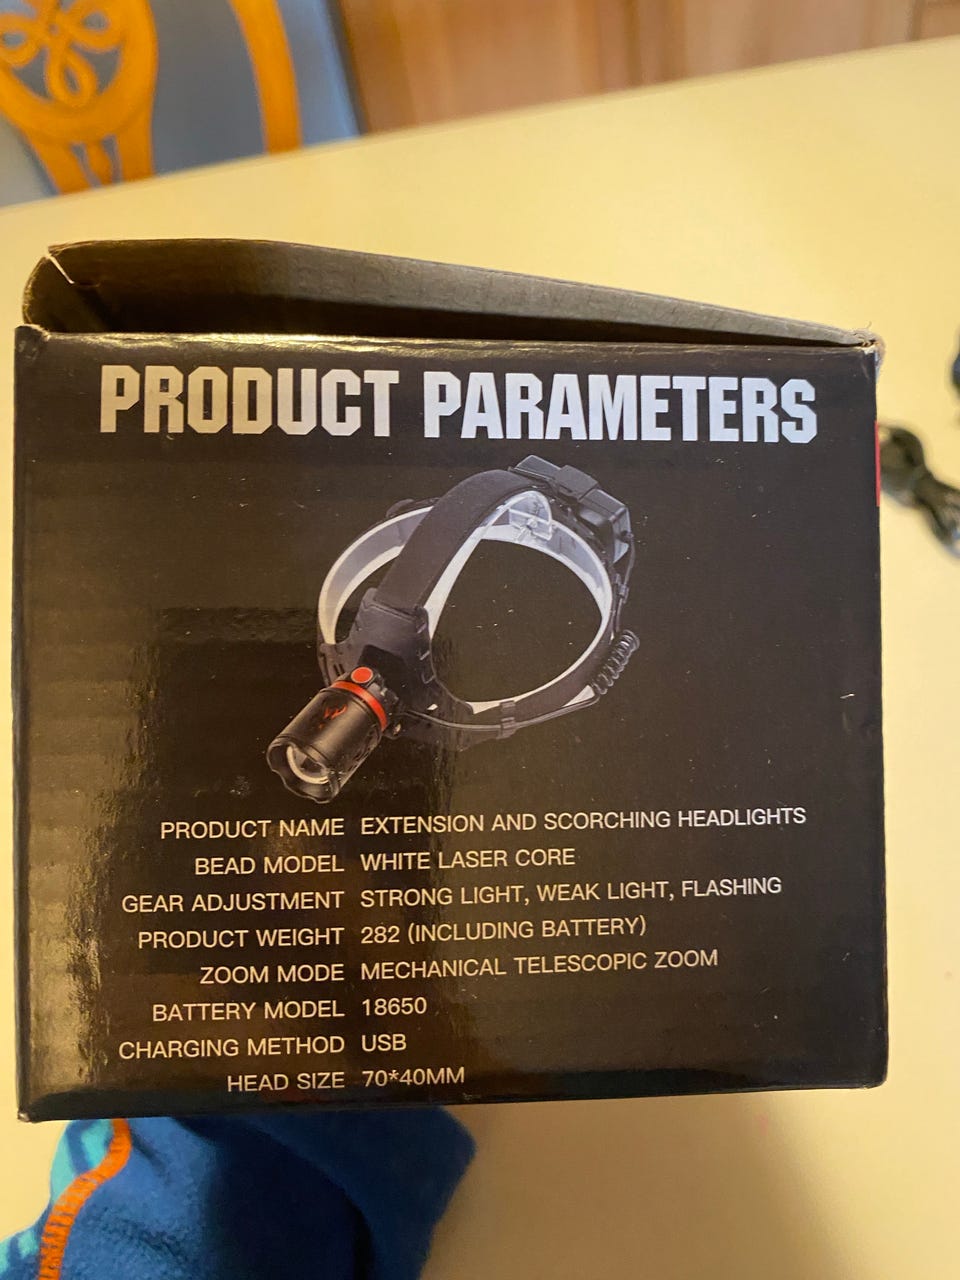 PRODUCT PARAMETERS
PRODUCT NAME EXTENSION AND SCORCHING HEADLIGHTS
BEAD MODEL WHITE LASER CORE
GEAR ADJUSTMENT STRONG LIGHT, WEAK LIGHT, FLASHING
PRODUCT WEIGHT 282 (INCLUDING BATTERY)
ZOOM MODE MECHANICAL TELESCOPIC ZOOM
BATTERY MODEL 18650
CHARGING METHOD USB
HEAD SIZE 70*40MM